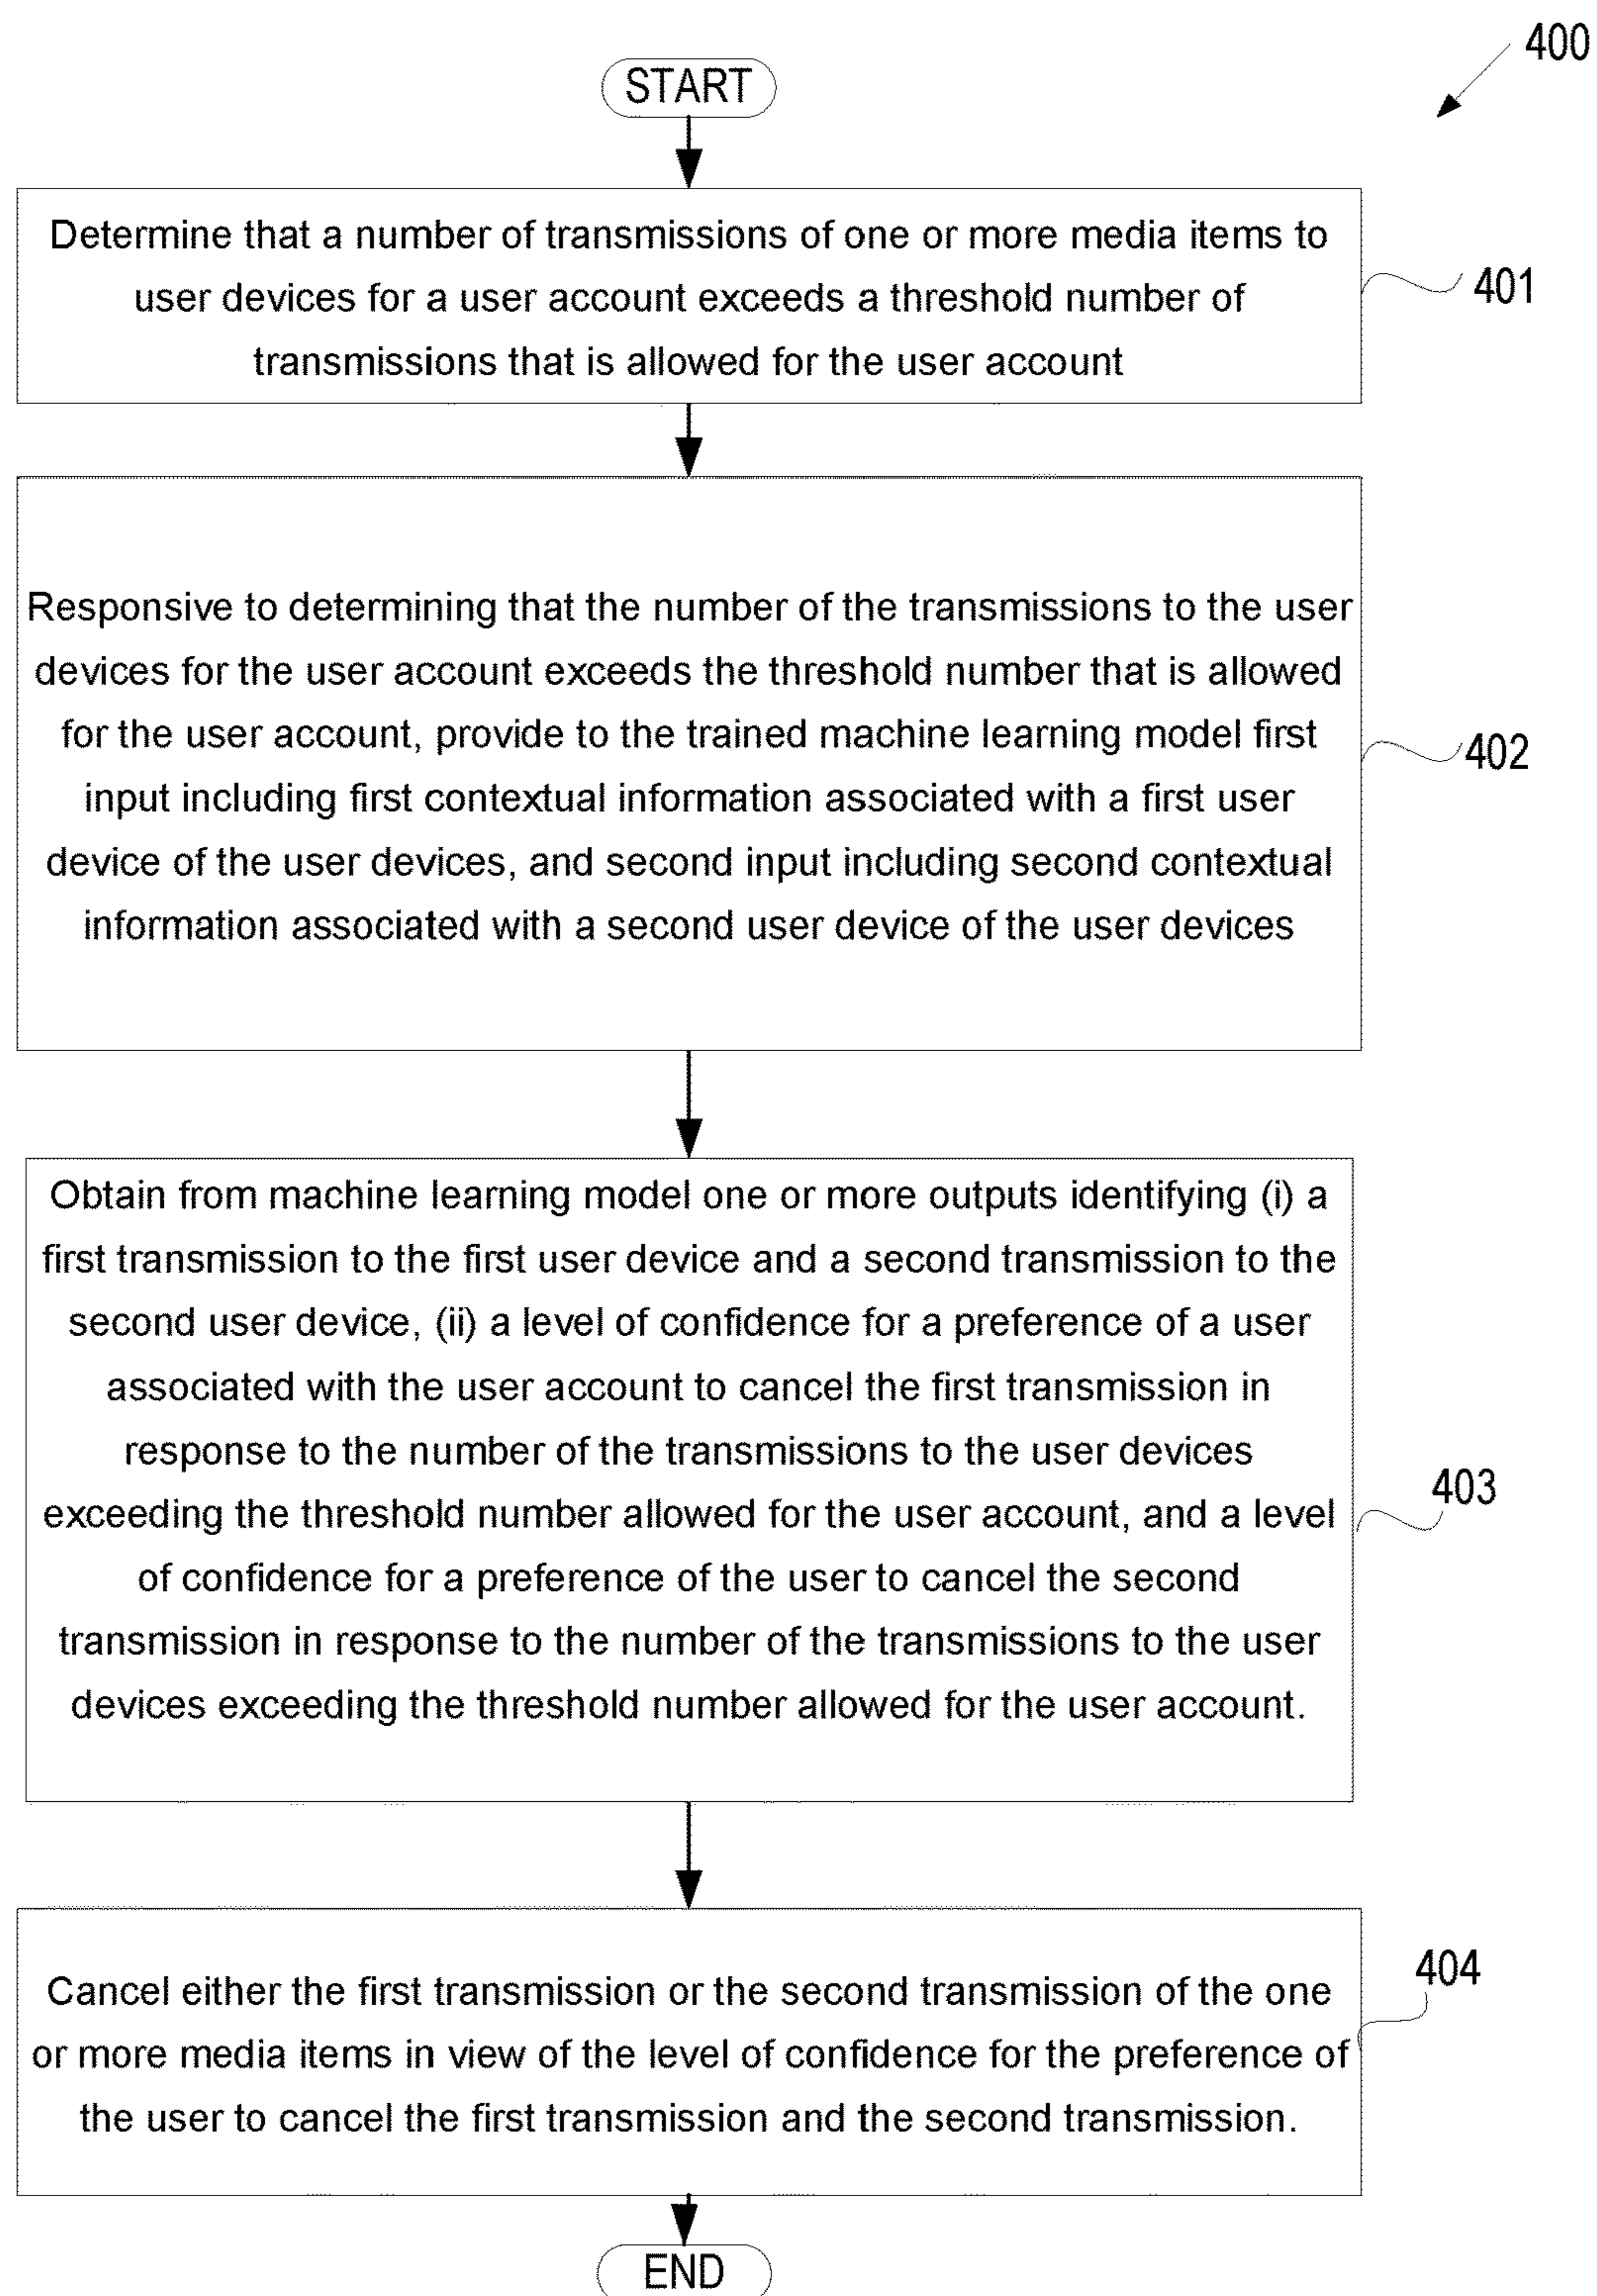 400
START
Determine that a number of transmissions of one or more media items to
user devices for a user account exceeds a threshold number of
transmissions that is allowed for the user account
401
Responsive to determining that the number of the transmissions to the user
devices for the user account exceeds the threshold number that is allowed
for the user account, provide to the trained machine learning model first
input including first contextual information associated with a first user
device of the user devices, and second input including second contextual
information associated with a second user device of the user devices
402
Obtain from machine learning model one or more outputs identifying (i) a
first transmission to the first user device and a second transmission to the
second user device, (ii) a level of confidence for a preference of a user
associated with the user account to cancel the first transmission in
response to the number of the transmissions to the user devices
exceeding the threshold number allowed for the user account, and a level
of confidence for a preference of the user to cancel the second
transmission in response to the number of the transmissions to the user
devices exceeding the threshold number allowed for the user account.
403
Cancel either the first transmission or the second transmission of the one
or more media items in view of the level of confidence for the preference of
the user to cancel the first transmission and the second transmission.
404
END